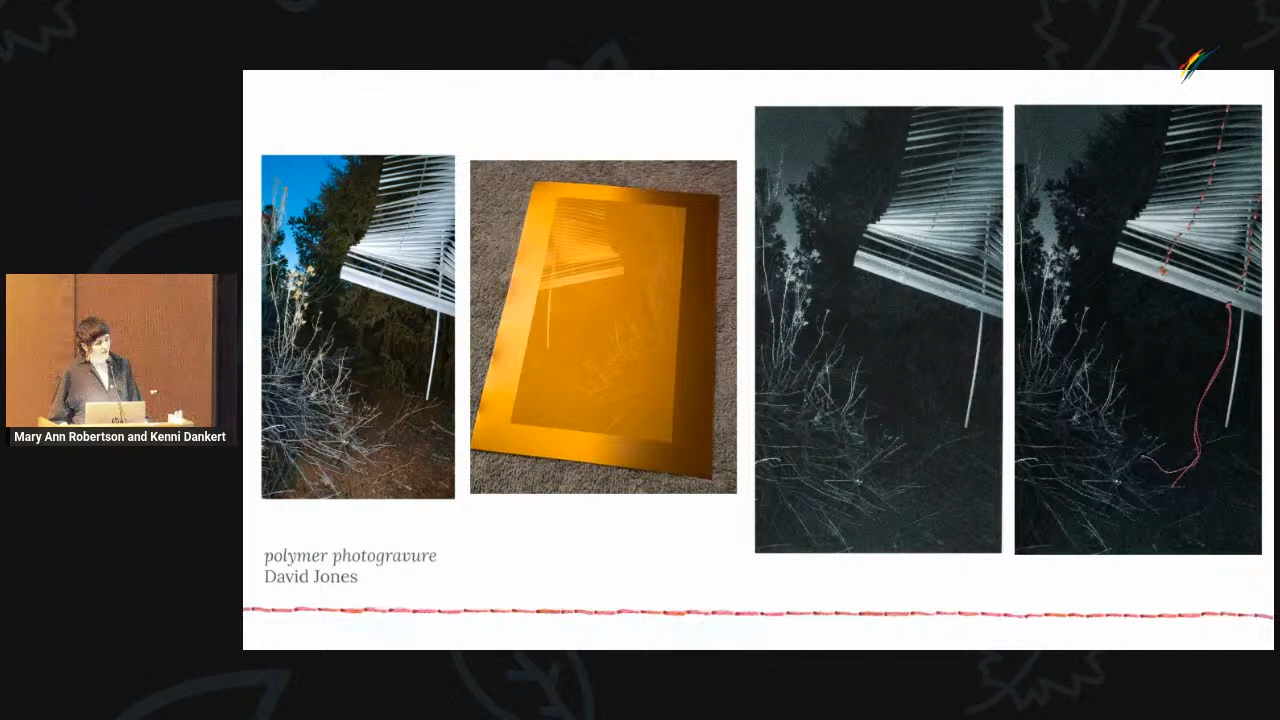 Mary Ann Robertson and Kenni Dankert
polymer photogravure
David Jones